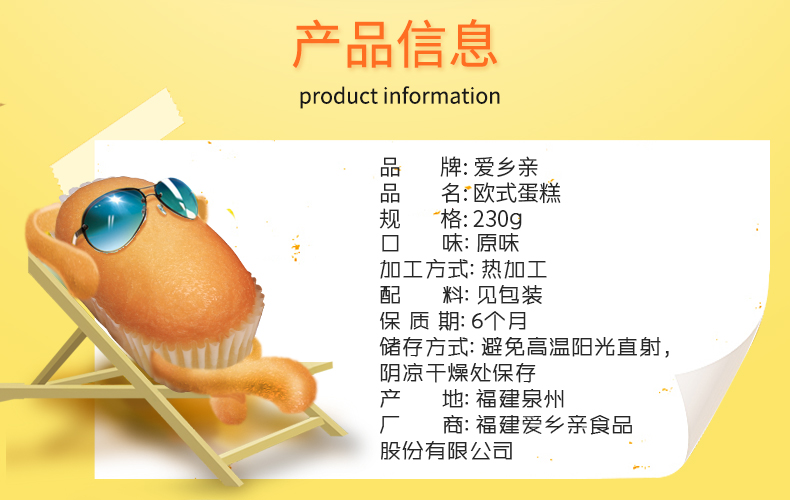 产品信息
product information
品 牌: 爱乡亲
品 名: 欧式蛋糕
规 格: 230g
口 味: 原味
加工方式: 热加工
配 料: 见包装
保 质 期: 6个月
储存方式: 避免高温阳光直射，
阴凉干燥处保存
产 地: 福建泉州
厂 商: 福建爱乡亲食品
股份有限公司